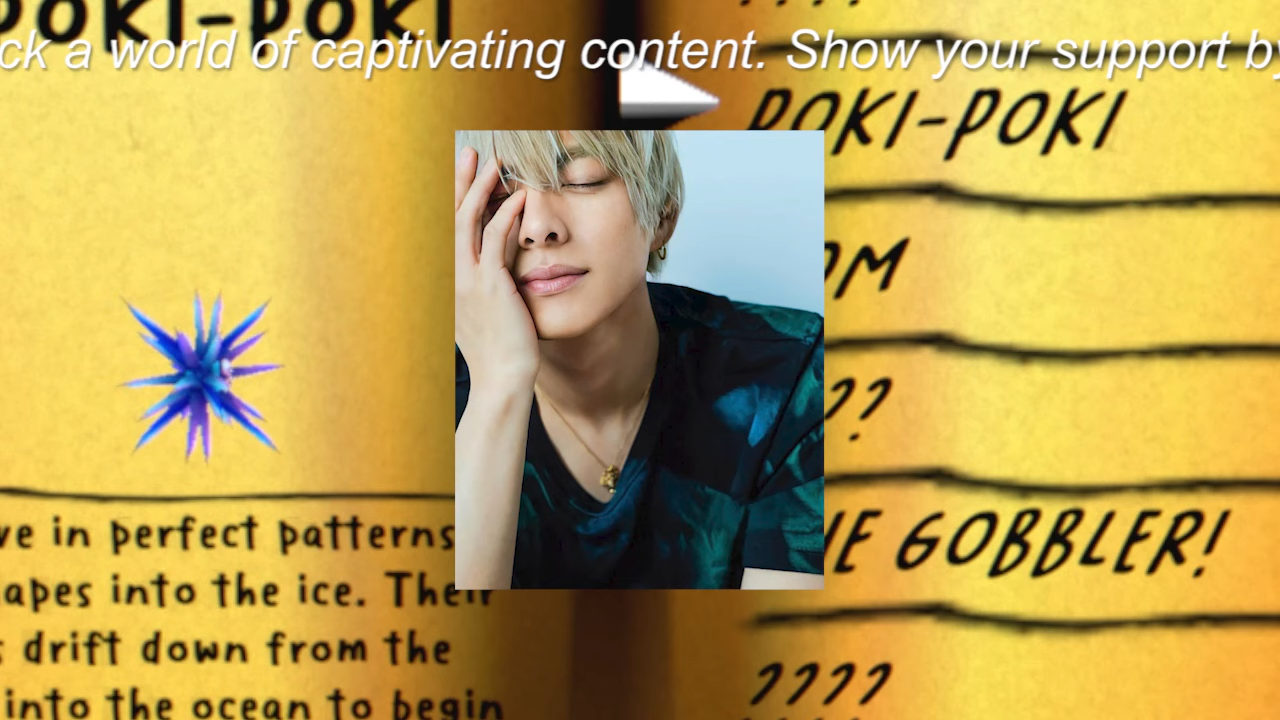 POKI-POKI
ck a world of captivating content. Show your support by
ve in perfect patterns
apes into the ice. Their
s drift down from the
into the ocean to begin
????
POKI-POKI
OM
??
HE GOBBLER!
????